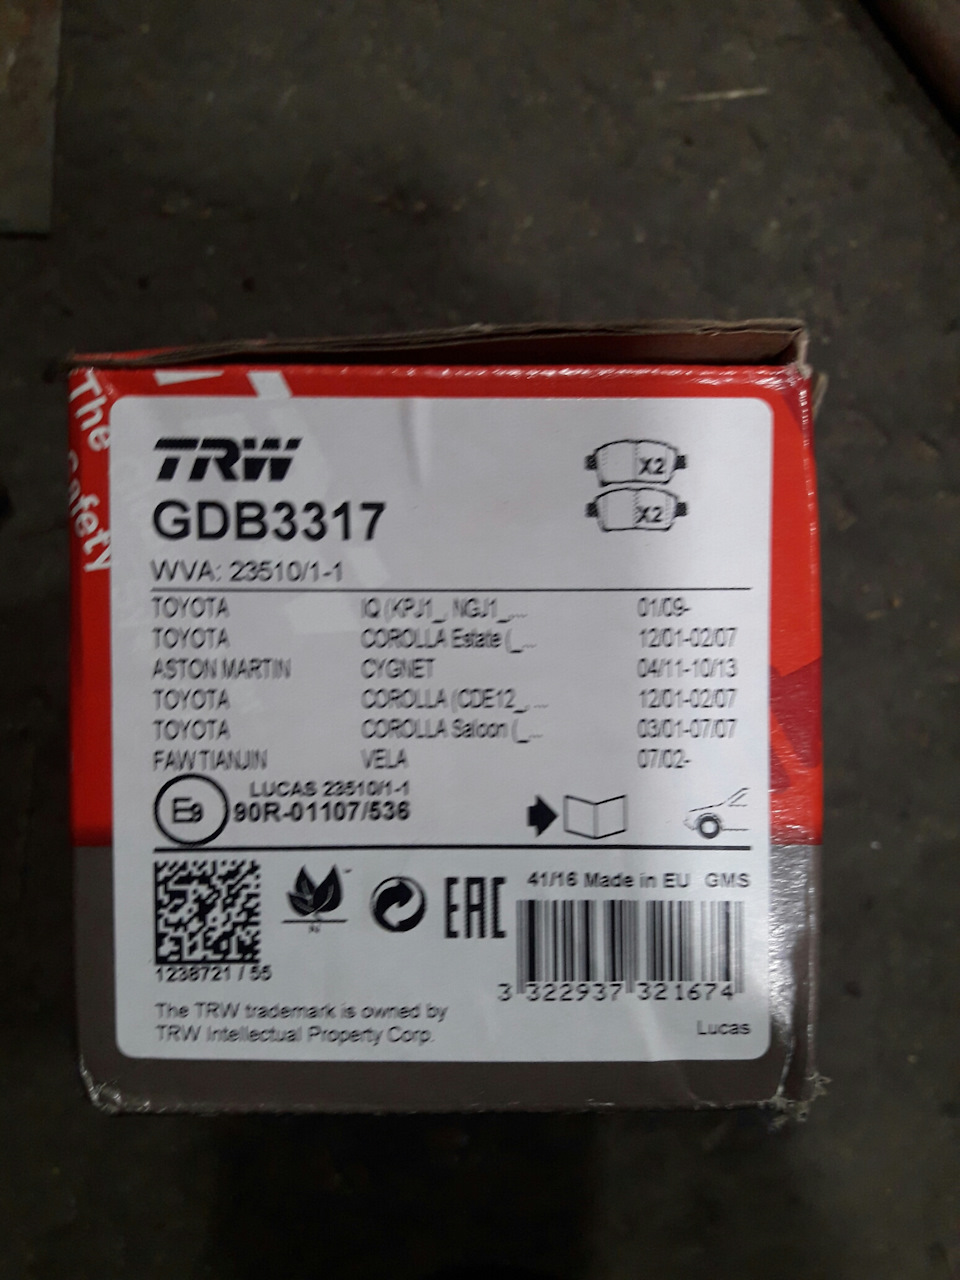 The
Safety
TRW
GDB3317
X2
X2
WVA: 23510/1-1
TOYOTA IQ (KPJ1_, NGJ1_,... 01/09-
TOYOTA COROLLA Estate (_... 12/01-02/07
ASTON MARTIN CYGNET 04/11-10/13
TOYOTA COROLLA (CDE12_,... 12/01-02/07
TOYOTA COROLLA Saloon (_... 03/01-07/07
FAW TIANJIN VELA 07/02-
LUCAS 23510/1-1
E9 90R-01107/536
41/16 Made in EU GMS
EAC
1238721 / 55
3 322937 321674
The TRW trademark is owned by
TRW Intellectual Property Corp.
Lucas